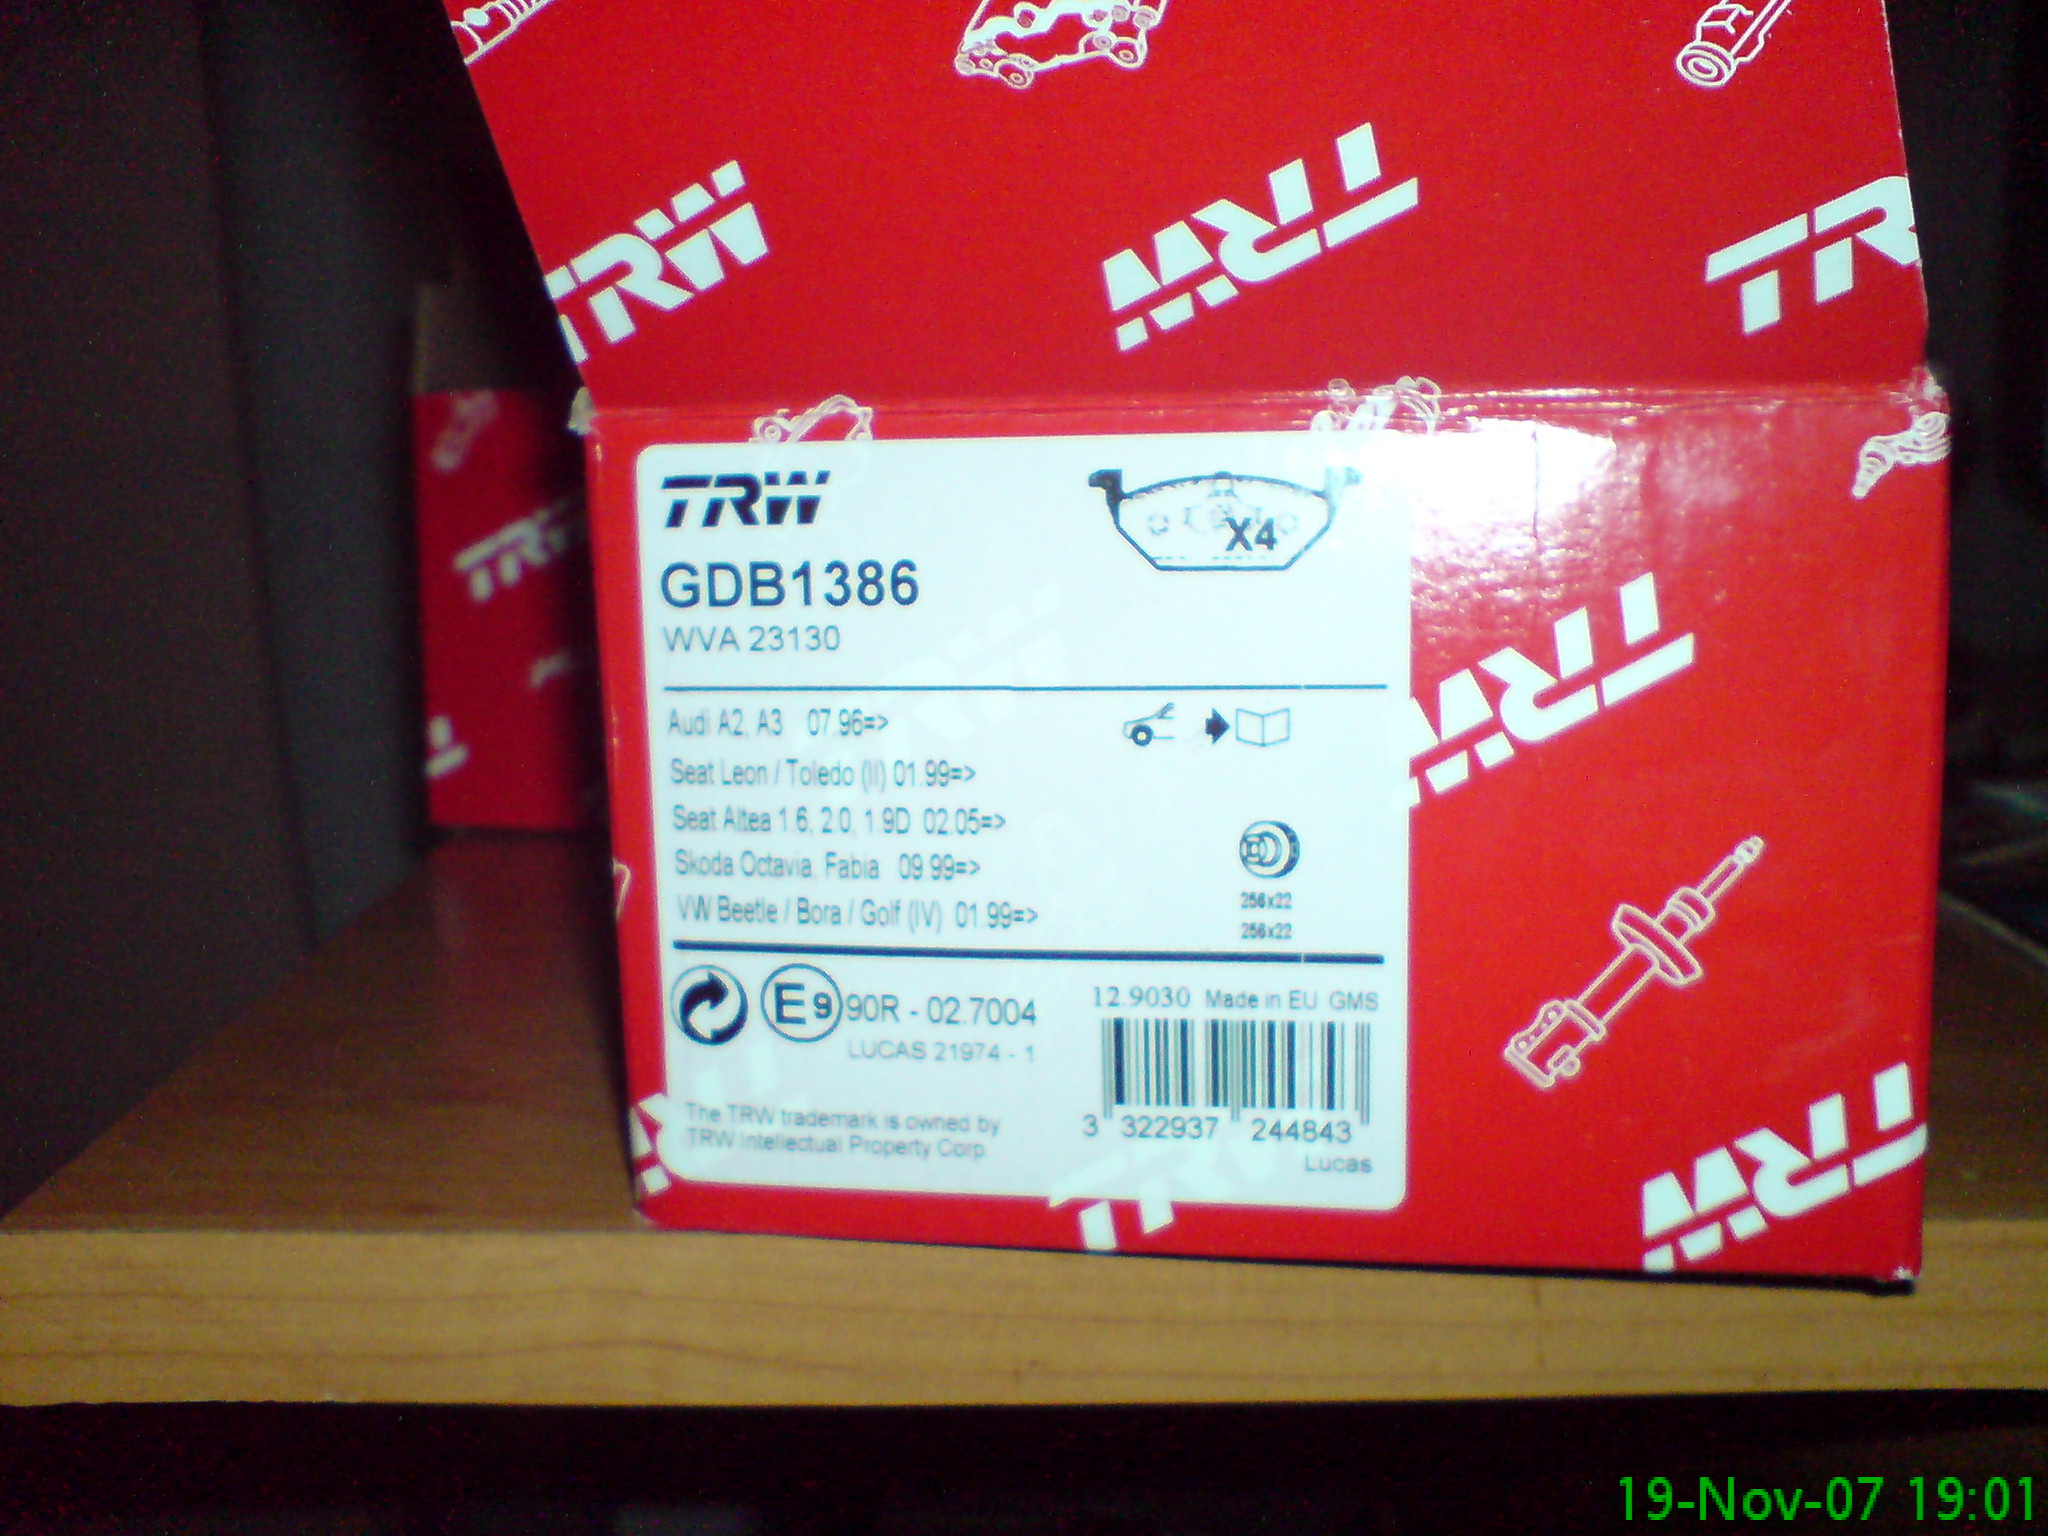 TRW
TRW
TR
TRW
TRW
X4
GDB1386
WVA 23130
Audi A2, A3 07.96=>
Seat Leon / Toledo (II) 01.99=>
Seat Altea 1.6, 2.0, 1.9D 02.05=>
Skoda Octavia, Fabia 09.99=>
VW Beetle / Bora / Golf (IV) 01.99=>
256x22
256x22
E9 90R - 02.7004
LUCAS 21974 - 1
12.9030 Made in EU GMS
3 322937 244843
Lucas
The TRW trademark is owned by
TRW Intellectual Property Corp
TRW
TRW
19-Nov-07 19:01